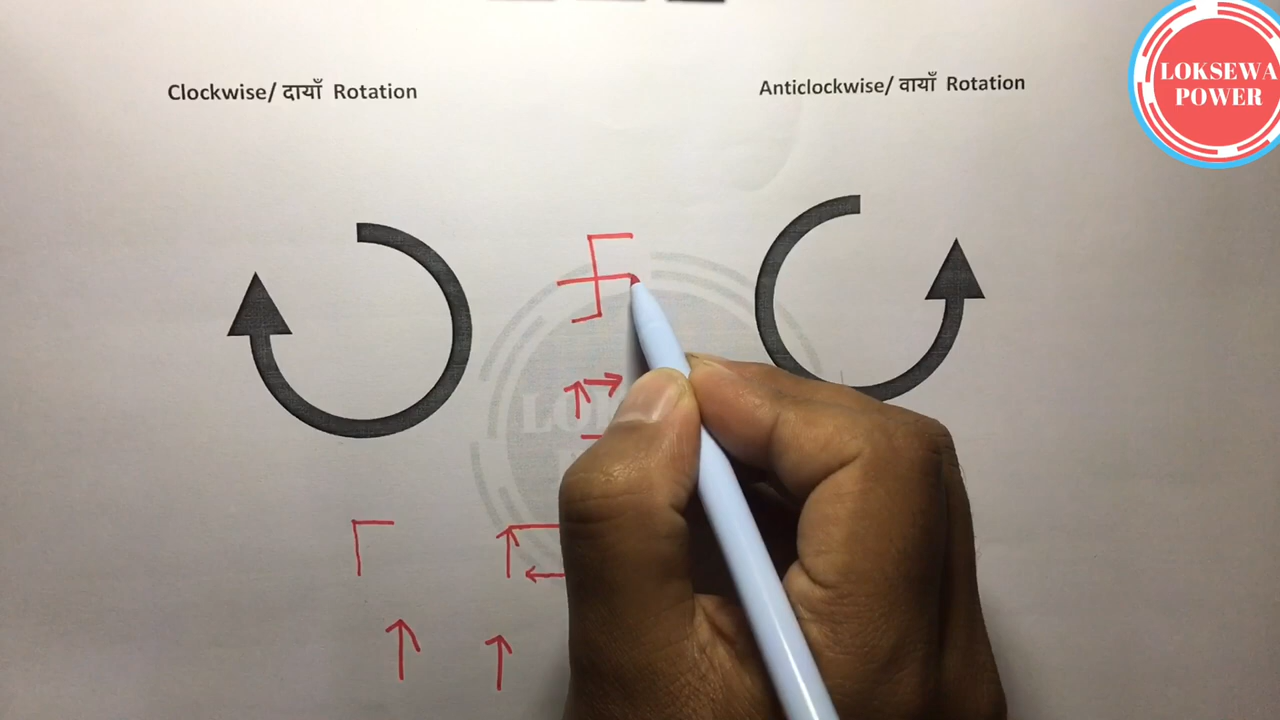 Clockwise/ दायाँ Rotation
Anticlockwise/ वायाँ Rotation
LOKSEWA
POWER